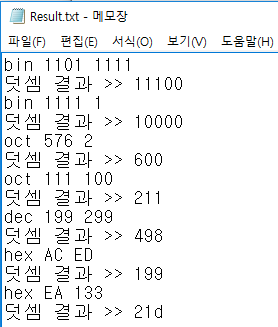 Result.txt - 메모장
파일(F) 편집(E) 서식(O) 보기(V) 도움말(H)
bin 1101 1111
덧셈 결과 >> 11100
bin 1111 1
덧셈 결과 >> 10000
oct 576 2
덧셈 결과 >> 600
oct 111 100
덧셈 결과 >> 211
dec 199 299
덧셈 결과 >> 498
hex AC ED
덧셈 결과 >> 199
hex EA 133
덧셈 결과 >> 21d